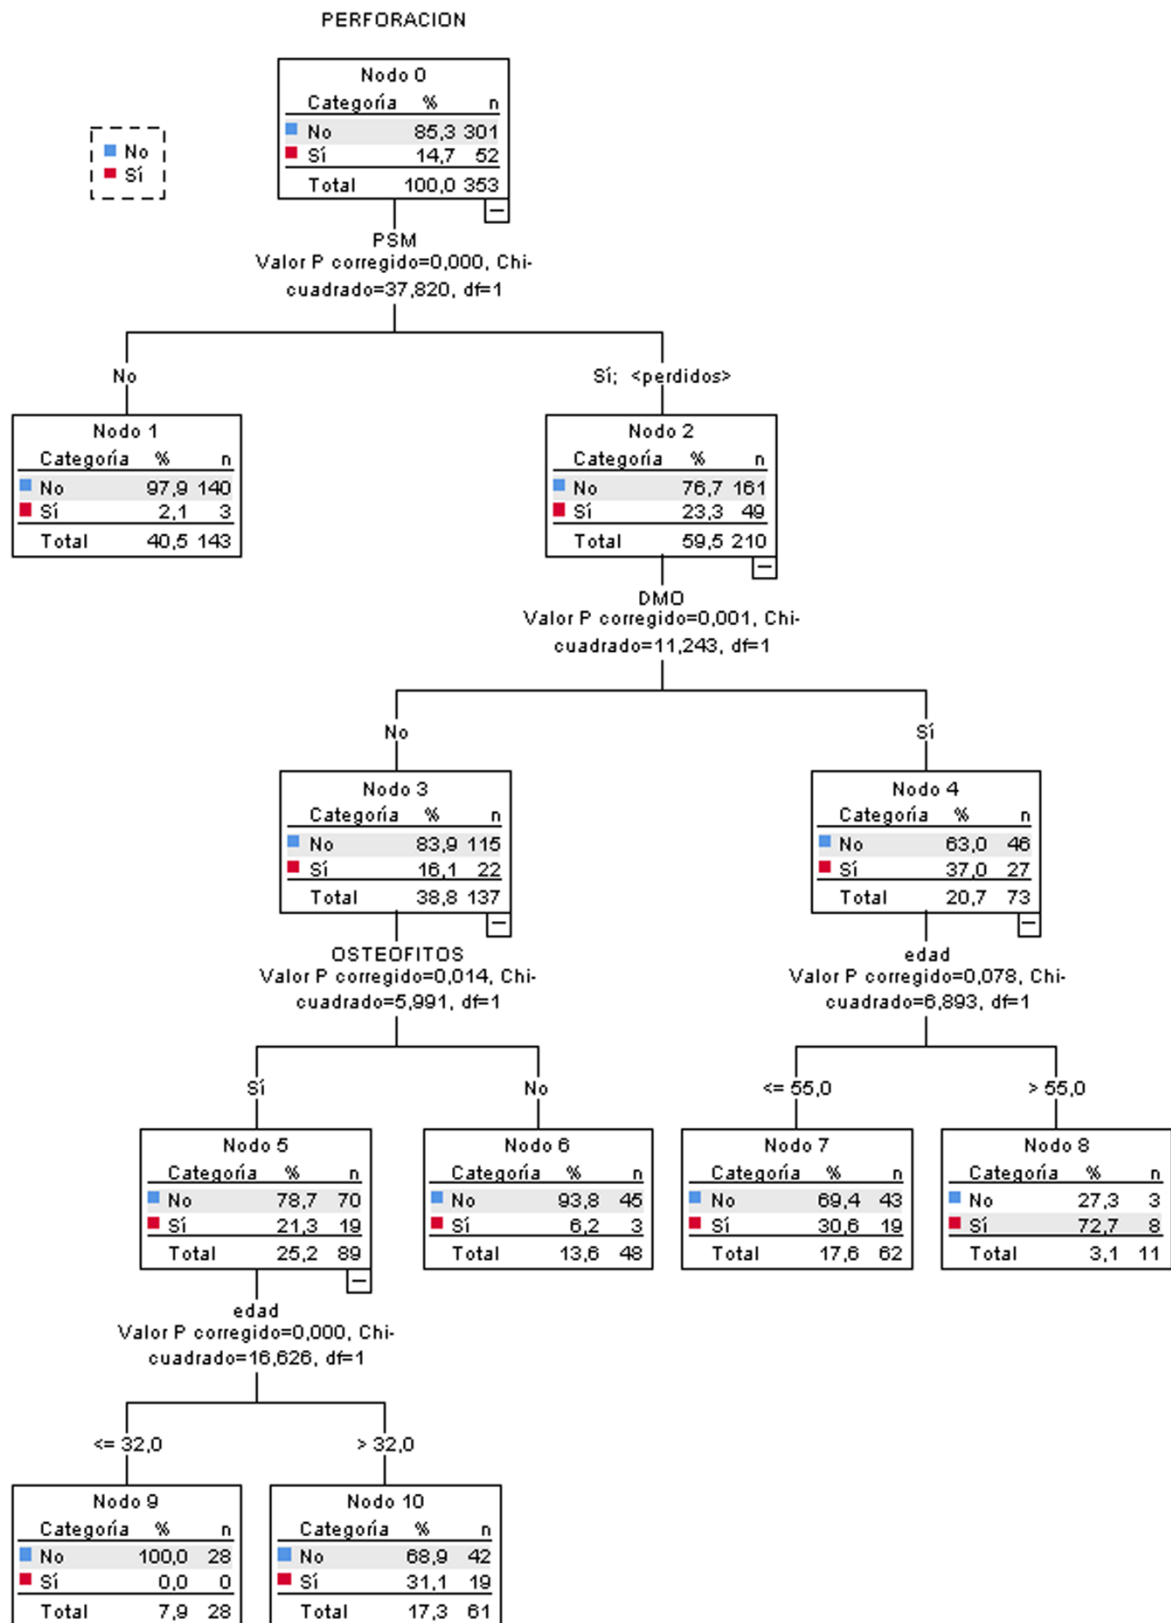 PERFORACION
No
Sí
Nodo 0
Categoría % n
No 85,3 301
Sí 14,7 52
Total 100,0 353
PSM
Valor P corregido=0,000, Chi-
cuadrado=37,820, df=1
No
Sí; <perdidos>
Nodo 1
Categoría % n
No 97,9 140
Sí 2,1 3
Total 40,5 143
Nodo 2
Categoría % n
No 76,7 161
Sí 23,3 49
Total 59,5 210
DMO
Valor P corregido=0,001, Chi-
cuadrado=11,243, df=1
No
Sí
Nodo 3
Categoría % n
No 83,9 115
Sí 16,1 22
Total 38,8 137
Nodo 4
Categoría % n
No 63,0 46
Sí 37,0 27
Total 20,7 73
OSTEOFITOS
Valor P corregido=0,014, Chi-
cuadrado=5,991, df=1
edad
Valor P corregido=0,078, Chi-
cuadrado=6,893, df=1
Sí
No
<= 55,0
> 55,0
Nodo 5
Categoría % n
No 78,7 70
Sí 21,3 19
Total 25,2 89
Nodo 6
Categoría % n
No 93,8 45
Sí 6,2 3
Total 13,6 48
Nodo 7
Categoría % n
No 69,4 43
Sí 30,6 19
Total 17,6 62
Nodo 8
Categoría % n
No 27,3 3
Sí 72,7 8
Total 3,1 11
edad
Valor P corregido=0,000, Chi-
cuadrado=16,626, df=1
<= 32,0
> 32,0
Nodo 9
Categoría % n
No 100,0 28
Sí 0,0 0
Total 7,9 28
Nodo 10
Categoría % n
No 68,9 42
Sí 31,1 19
Total 17,3 61